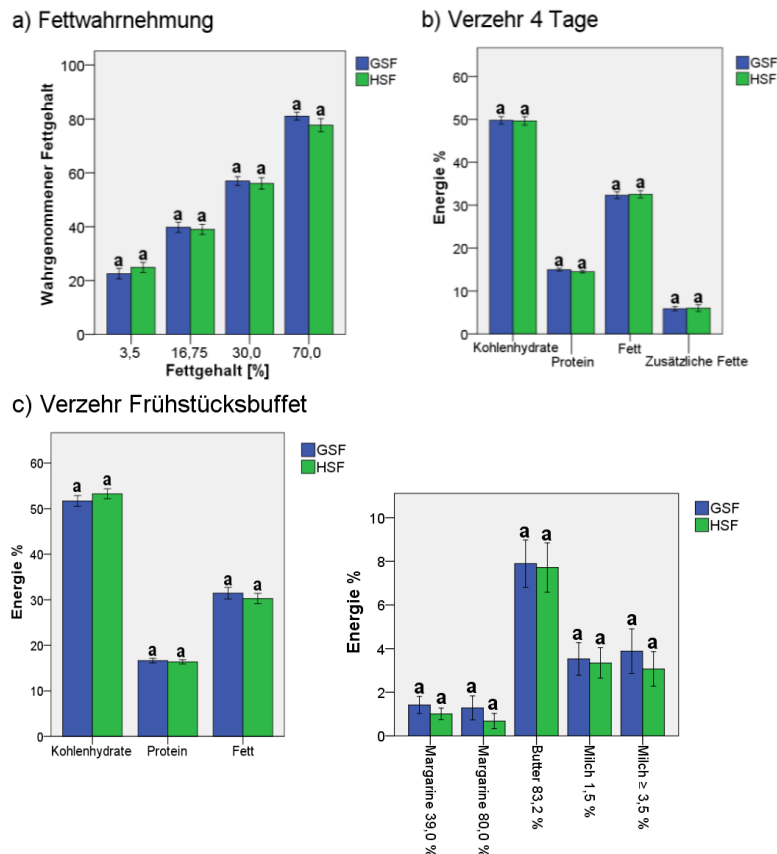 a) Fettwahrnehmung
GSF
HSF
Wahrgenommener Fettgehalt
100
80
60
40
20
0
a a a a a a a a
3,5 16,75 30,0 70,0
Fettgehalt [%]
b) Verzehr 4 Tage
GSF
HSF
Energie %
60
50
40
30
20
10
0
a a a a a a a a
Kohlenhydrate Fett
Protein Zusätzliche Fette
c) Verzehr Frühstücksbuffet
GSF
HSF
Energie %
60
50
40
30
20
10
0
a a a a a a
Kohlenhydrate Protein Fett
GSF
HSF
Energie %
10
8
6
4
2
0
a a a a a a a a a a
Margarine 39,0 %
Margarine 80,0 %
Butter 83,2 %
Milch 1,5 %
Milch ≥ 3,5 %